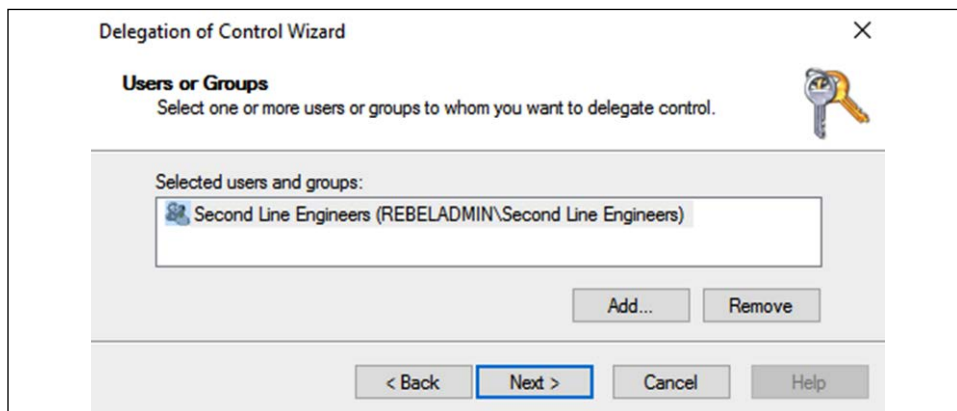 Delegation of Control Wizard
Users or Groups
Select one or more users or groups to whom you want to delegate control.
Selected users and groups:
Second Line Engineers (REBELADMIN\Second Line Engineers)
Add...
Remove
< Back
Next >
Cancel
Help